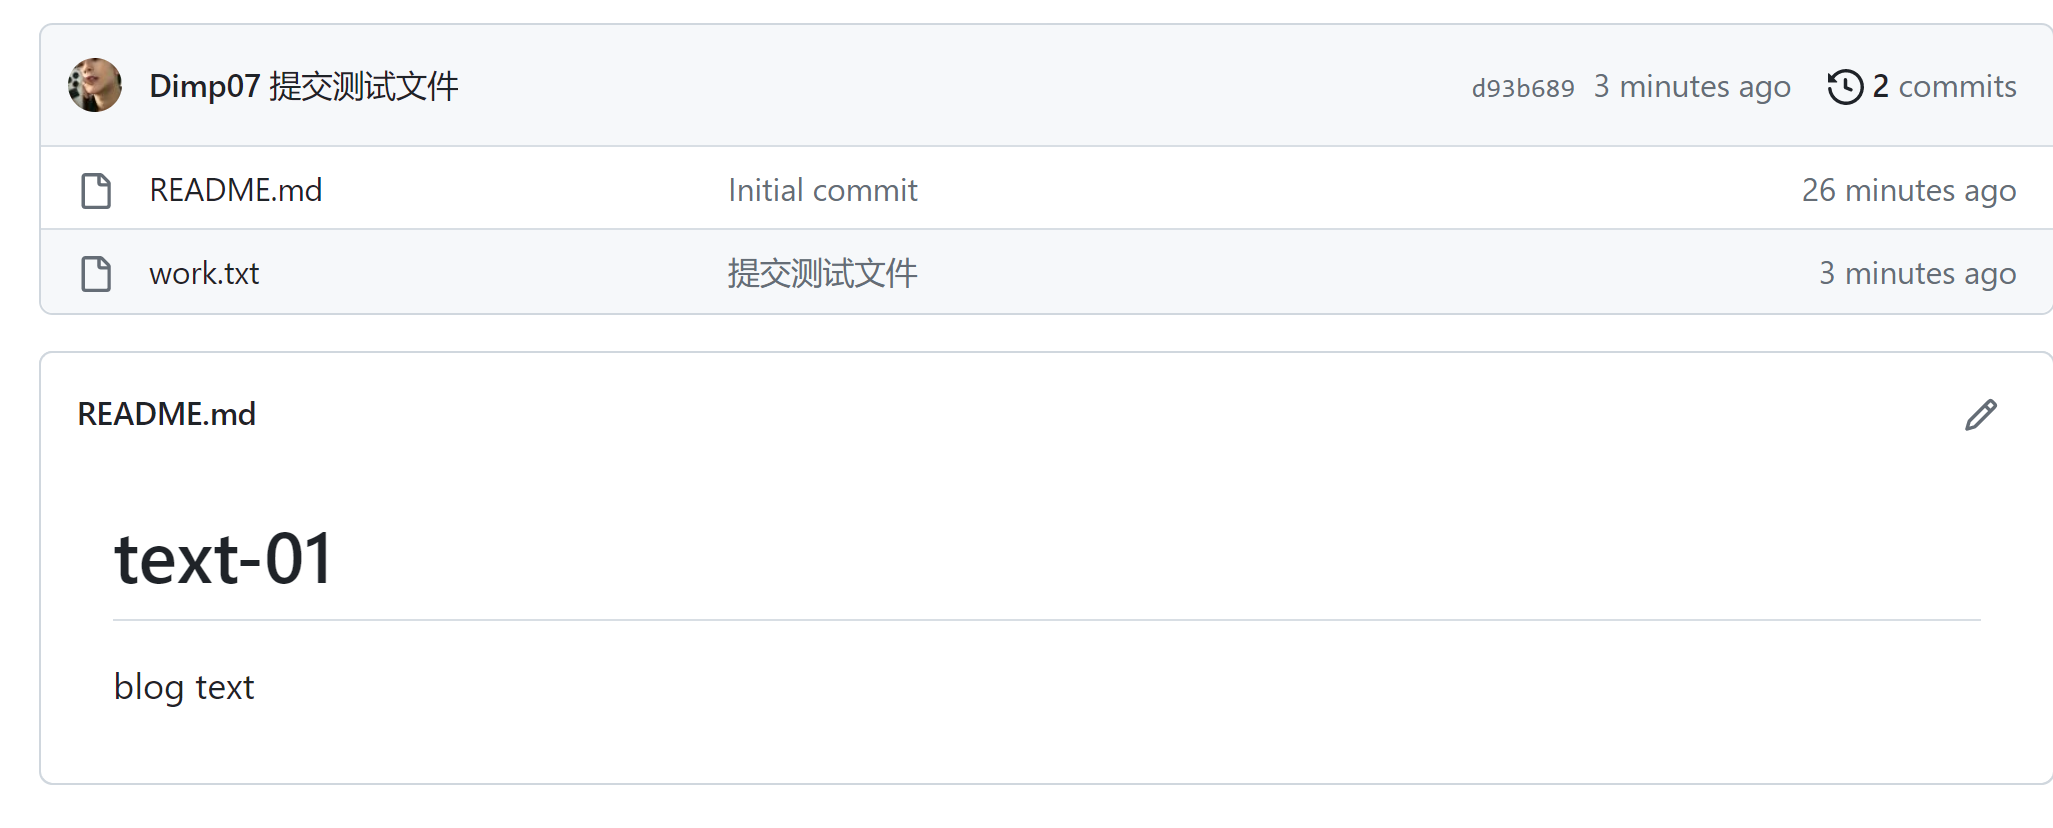 Dimp07 提交测试文件 d93b689 3 minutes ago 2 commits
README.md Initial commit 26 minutes ago
work.txt 提交测试文件 3 minutes ago
README.md
text-01
blog text